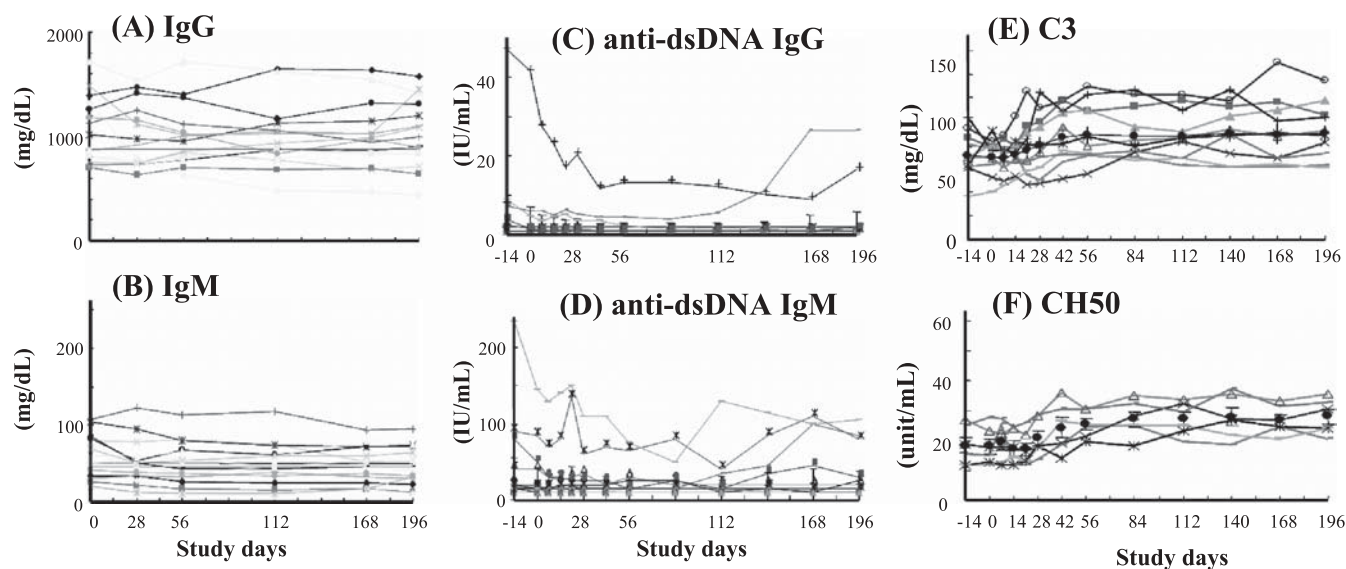 (A) IgG
2000
1000
0
(mg/dL)
(B) IgM
200
100
0
(mg/dL)
0 28 56 112 168 196
Study days
(C) anti-dsDNA IgG
40
20
0
(IU/mL)
-14 0 28 56 112 168 196
(D) anti-dsDNA IgM
200
100
0
(IU/mL)
-14 0 28 56 112 168 196
Study days
(E) C3
150
100
50
0
(mg/dL)
-14 0 14 28 42 56 84 112 140 168 196
(F) CH50
60
40
20
0
(unit/mL)
-14 0 14 28 42 56 84 112 140 168 196
Study days